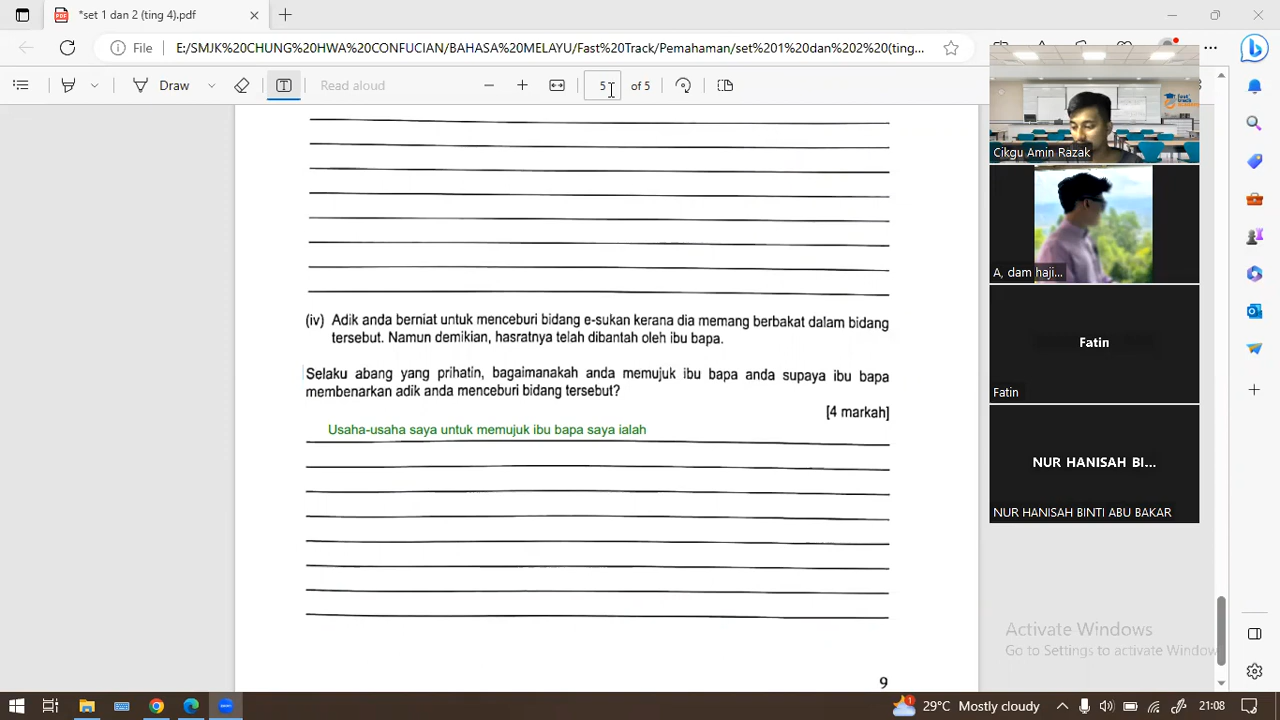 *set 1 dan 2 (ting 4).pdf
File
E:/SMJK%20CHUNG%20HWA%20CONFUCIAN/BAHASA%20MELAYU/Fast%20Track/Pemahaman/set%201%20dan%202%20(ting...
Draw
Read aloud
5
of 5
Cikgu Amin Razak
A, dam haji...
Fatin
Fatin
NUR HANISAH BI...
NUR HANISAH BINTI ABU BAKAR
(iv) Adik anda berniat untuk menceburi bidang e-sukan kerana dia memang berbakat dalam bidang
tersebut. Namun demikian, hasratnya telah dibantah oleh ibu bapa.
Selaku abang yang prihatin, bagaimanakah anda memujuk ibu bapa anda supaya ibu bapa
membenarkan adik anda menceburi bidang tersebut?
[4 markah]
Usaha-usaha saya untuk memujuk ibu bapa saya ialah
9
Activate Windows
Go to Settings to activate Window
29°C Mostly cloudy
21:08